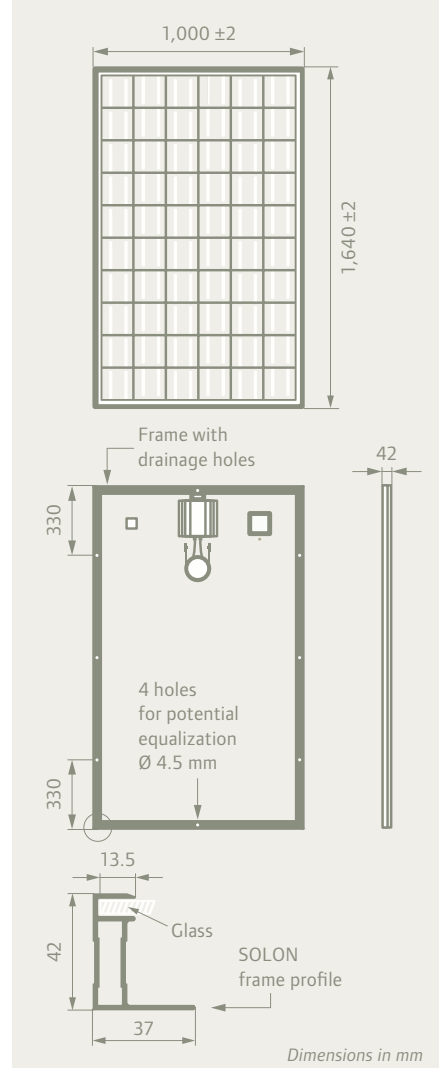 1,000 ±2
1,640 ±2
Frame with
drainage holes
42
330
4 holes
for potential
equalization
Ø 4.5 mm
330
13.5
Glass
42
SOLON
frame profile
37
Dimensions in mm